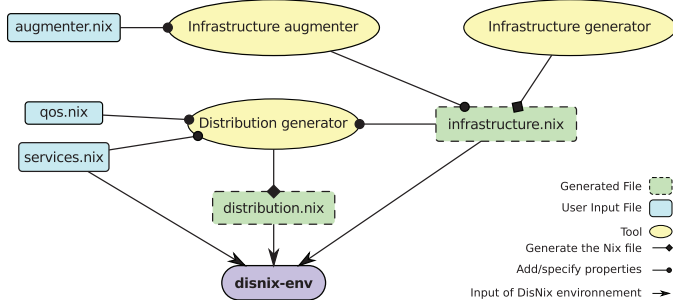 augmenter.nix
Infrastructure augmenter
Infrastructure generator
qos.nix
Distribution generator
infrastructure.nix
services.nix
distribution.nix
disnix-env
Generated File
User Input File
Tool
Generate the Nix file
Add/specify properties
Input of DisNix environnement